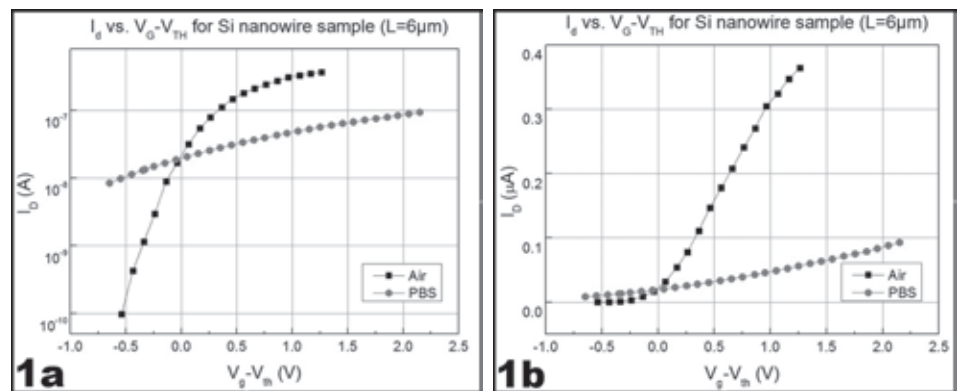 I_d vs. V_G-V_TH for Si nanowire sample (L=6µm)
10^-7
10^-8
10^-9
10^-10
I_D (A)
Air
PBS
-1.0 -0.5 0.0 0.5 1.0 1.5 2.0 2.5
V_g-V_th (V)
1a
I_d vs. V_G-V_TH for Si nanowire sample (L=6µm)
0.4
0.3
0.2
0.1
0.0
I_D (µA)
Air
PBS
-1.0 -0.5 0.0 0.5 1.0 1.5 2.0 2.5
V_g-V_th (V)
1b